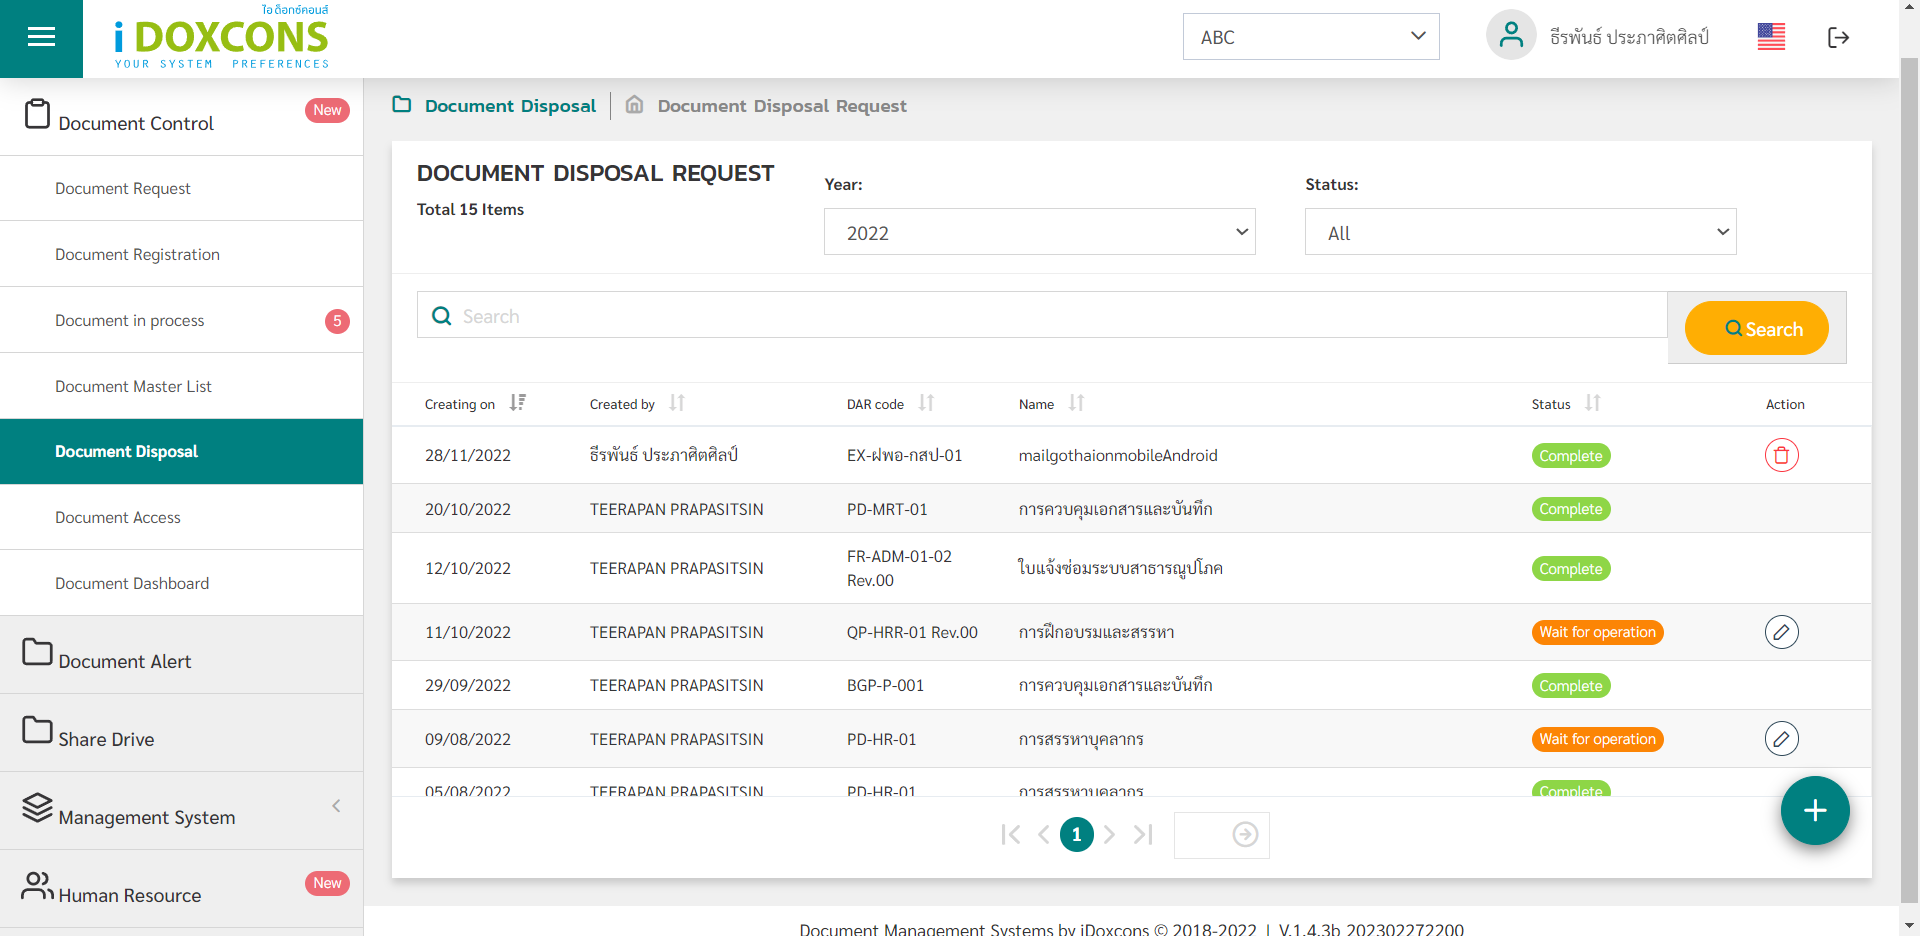 ไอ ด็อกซ์คอนส์
i DOXCONS
YOUR SYSTEM PREFERENCES
ABC
ธีรพันธ์ ประภาศิตศิลป์
Document Control
New
Document Request
Document Registration
Document in process
5
Document Master List
Document Disposal
Document Access
Document Dashboard
Document Alert
Share Drive
Management System
Human Resource
New
Document Disposal
Document Disposal Request
DOCUMENT DISPOSAL REQUEST
Total 15 Items
Year:
2022
Status:
All
Search
Search
Creating on Created by DAR code Name Status Action
28/11/2022 ธีรพันธ์ ประภาศิตศิลป์ EX-ฝพอ-กสป-01 mailgothaionmobileAndroid Complete
20/10/2022 TEERAPAN PRAPASITSIN PD-MRT-01 การควบคุมเอกสารและบันทึก Complete
12/10/2022 TEERAPAN PRAPASITSIN FR-ADM-01-02 Rev.00 ใบแจ้งซ่อมระบบสาธารณูปโภค Complete
11/10/2022 TEERAPAN PRAPASITSIN QP-HRR-01 Rev.00 การฝึกอบรมและสรรหา Wait for operation
29/09/2022 TEERAPAN PRAPASITSIN BGP-P-001 การควบคุมเอกสารและบันทึก Complete
09/08/2022 TEERAPAN PRAPASITSIN PD-HR-01 การสรรหาบุคลากร Wait for operation
05/08/2022 TEERAPAN PRAPASITSIN PD-HR-01 การสรรหาบุคลากร Complete
1
Document Management Systems by iDoxcons © 2018-2022 | V.1.4.3b 202302272200